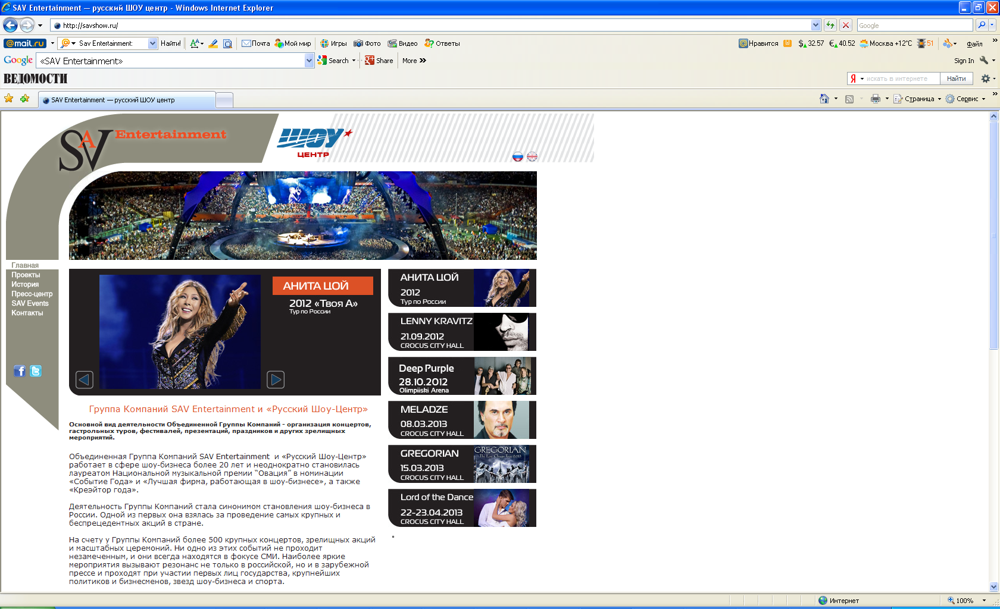 SAV Entertainment — русский ШОУ центр - Windows Internet Explorer
http://savshow.ru/
Google
@mail.ru
Sav Entertainment:
Найти!
Почта
Мой мир
Игры
Фото
Видео
Ответы
Нравится
$ 32.57
€ 40.52
Москва +12°C
51
Файл
Google
«SAV Entertainment»
Search
Share
More
Sign In
ВЕДОМОСТИ
Я
искать в интернете
Найти
SAV Entertainment — русский ШОУ центр
Страница
Сервис
SAV Entertainment
ШОУ
ЦЕНТР
Главная
Проекты
История
Пресс-центр
SAV Events
Контакты
АНИТА ЦОЙ
2012 «Твоя А»
Тур по России
АНИТА ЦОЙ
2012
Тур по России
LENNY KRAVITZ
21.09.2012
CROCUS CITY HALL
Deep Purple
28.10.2012
Olimpiiski Arena
MELADZE
08.03.2013
CROCUS CITY HALL
GREGORIAN
15.03.2013
CROCUS CITY HALL
GREGORIAN
Lord of the Dance
22-23.04.2013
CROCUS CITY HALL
Группа Компаний SAV Entertainment и «Русский Шоу-Центр»
Основной вид деятельности Объединенной Группы Компаний - организация концертов,
гастрольных туров, фестивалей, презентаций, праздников и других зрелищных
мероприятий.
Объединенная Группа Компаний SAV Entertainment и «Русский Шоу-Центр»
работает в сфере шоу-бизнеса более 20 лет и неоднократно становилась
лауреатом Национальной музыкальной премии “Овация” в номинации
«Событие Года» и «Лучшая фирма, работающая в шоу-бизнесе», а также
«Креэйтор года».
Деятельность Группы Компаний стала синонимом становления шоу-бизнеса в
России. Одной из первых она взялась за проведение самых крупных и
беспрецедентных акций в стране.
На счету у Группы Компаний более 500 крупных концертов, зрелищных акций
и масштабных церемоний. Ни одно из этих событий не проходит
незамеченным, и они всегда находятся в фокусе СМИ. Наиболее яркие
мероприятия вызывают резонанс не только в российской, но и в зарубежной
прессе и проходят при участии первых лиц государства, крупнейших
политиков и бизнесменов, звезд шоу-бизнеса и спорта.
Интернет
100%